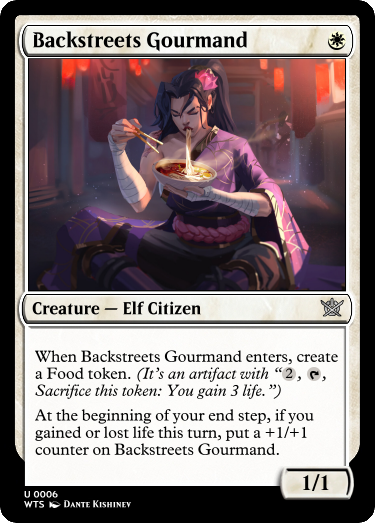 Backstreets Gourmand
Creature — Elf Citizen
When Backstreets Gourmand enters, create
a Food token. (It's an artifact with “2, T,
Sacrifice this token: You gain 3 life.”)
At the beginning of your end step, if you
gained or lost life this turn, put a +1/+1
counter on Backstreets Gourmand.
1/1
U 0006
WTS Dante Kishinev